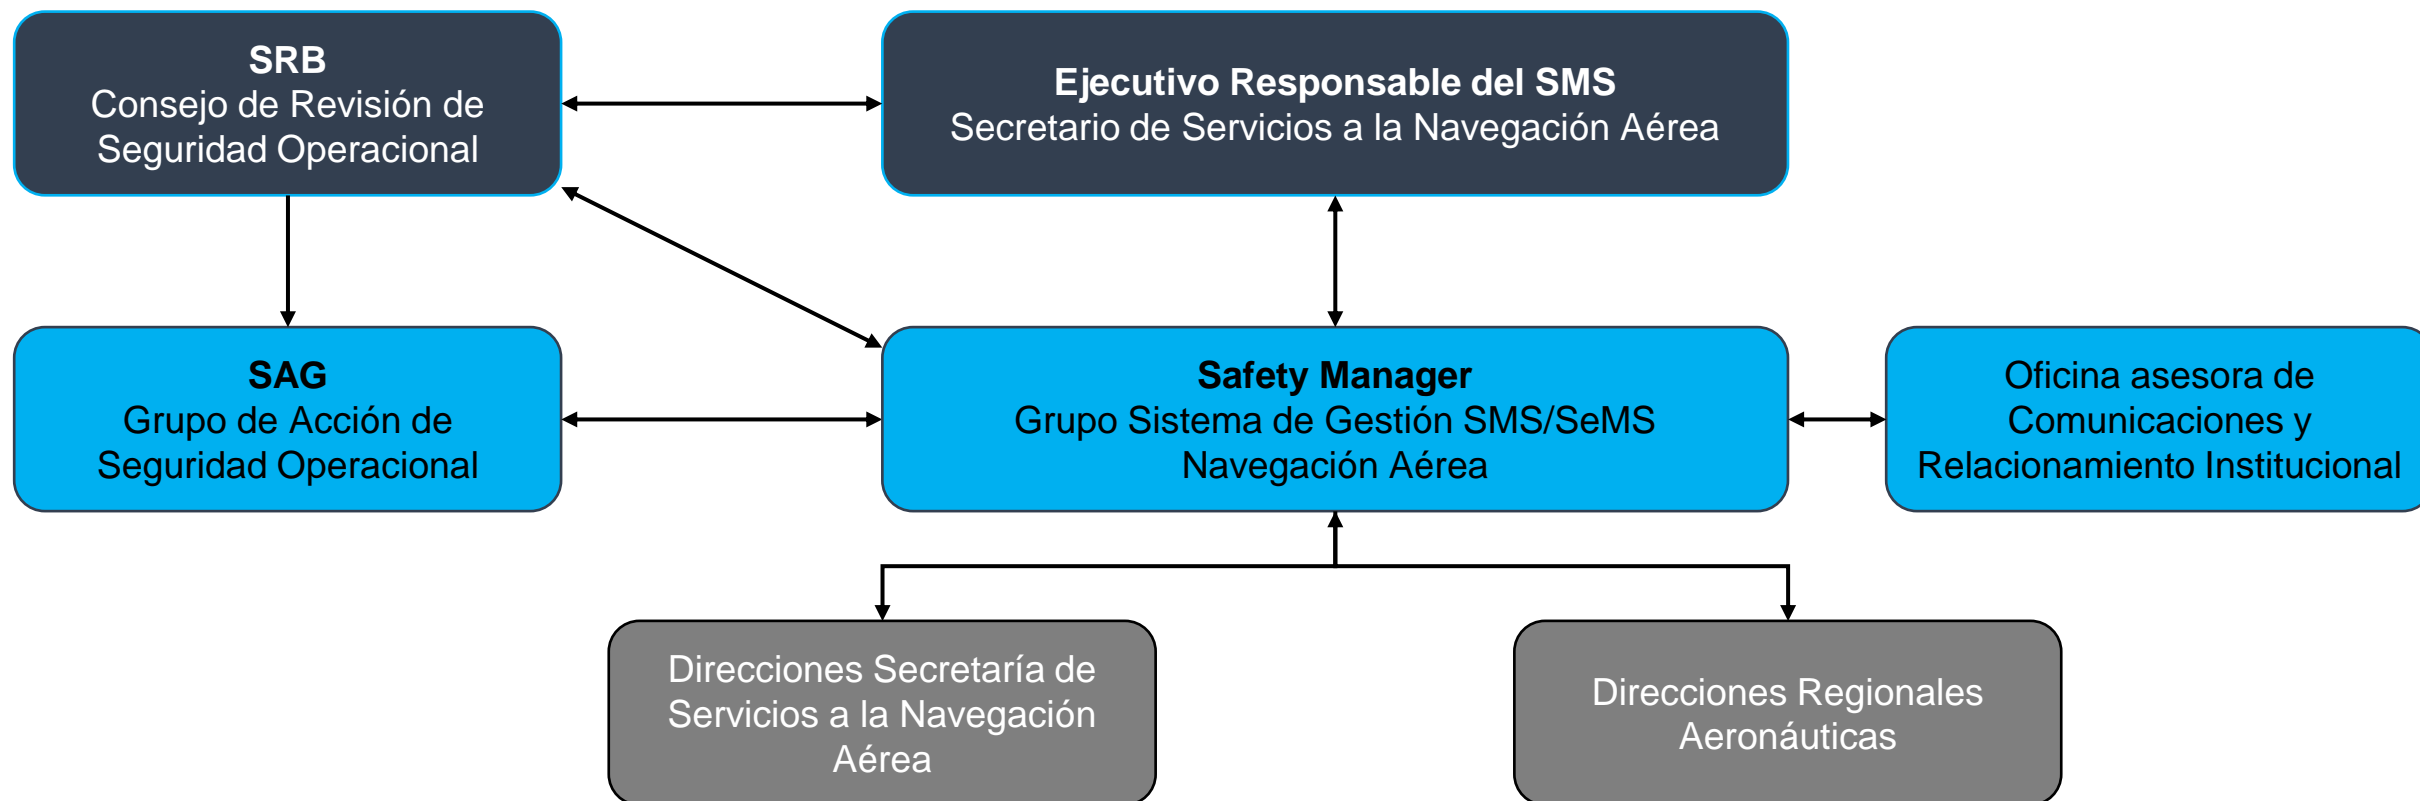 SRB
Consejo de Revisión de
Seguridad Operacional
Ejecutivo Responsable del SMS
Secretario de Servicios a la Navegación Aérea
SAG
Grupo de Acción de
Seguridad Operacional
Safety Manager
Grupo Sistema de Gestión SMS/SeMS
Navegación Aérea
Oficina asesora de
Comunicaciones y
Relacionamiento Institucional
Direcciones Secretaría de
Servicios a la Navegación
Aérea
Direcciones Regionales
Aeronáuticas